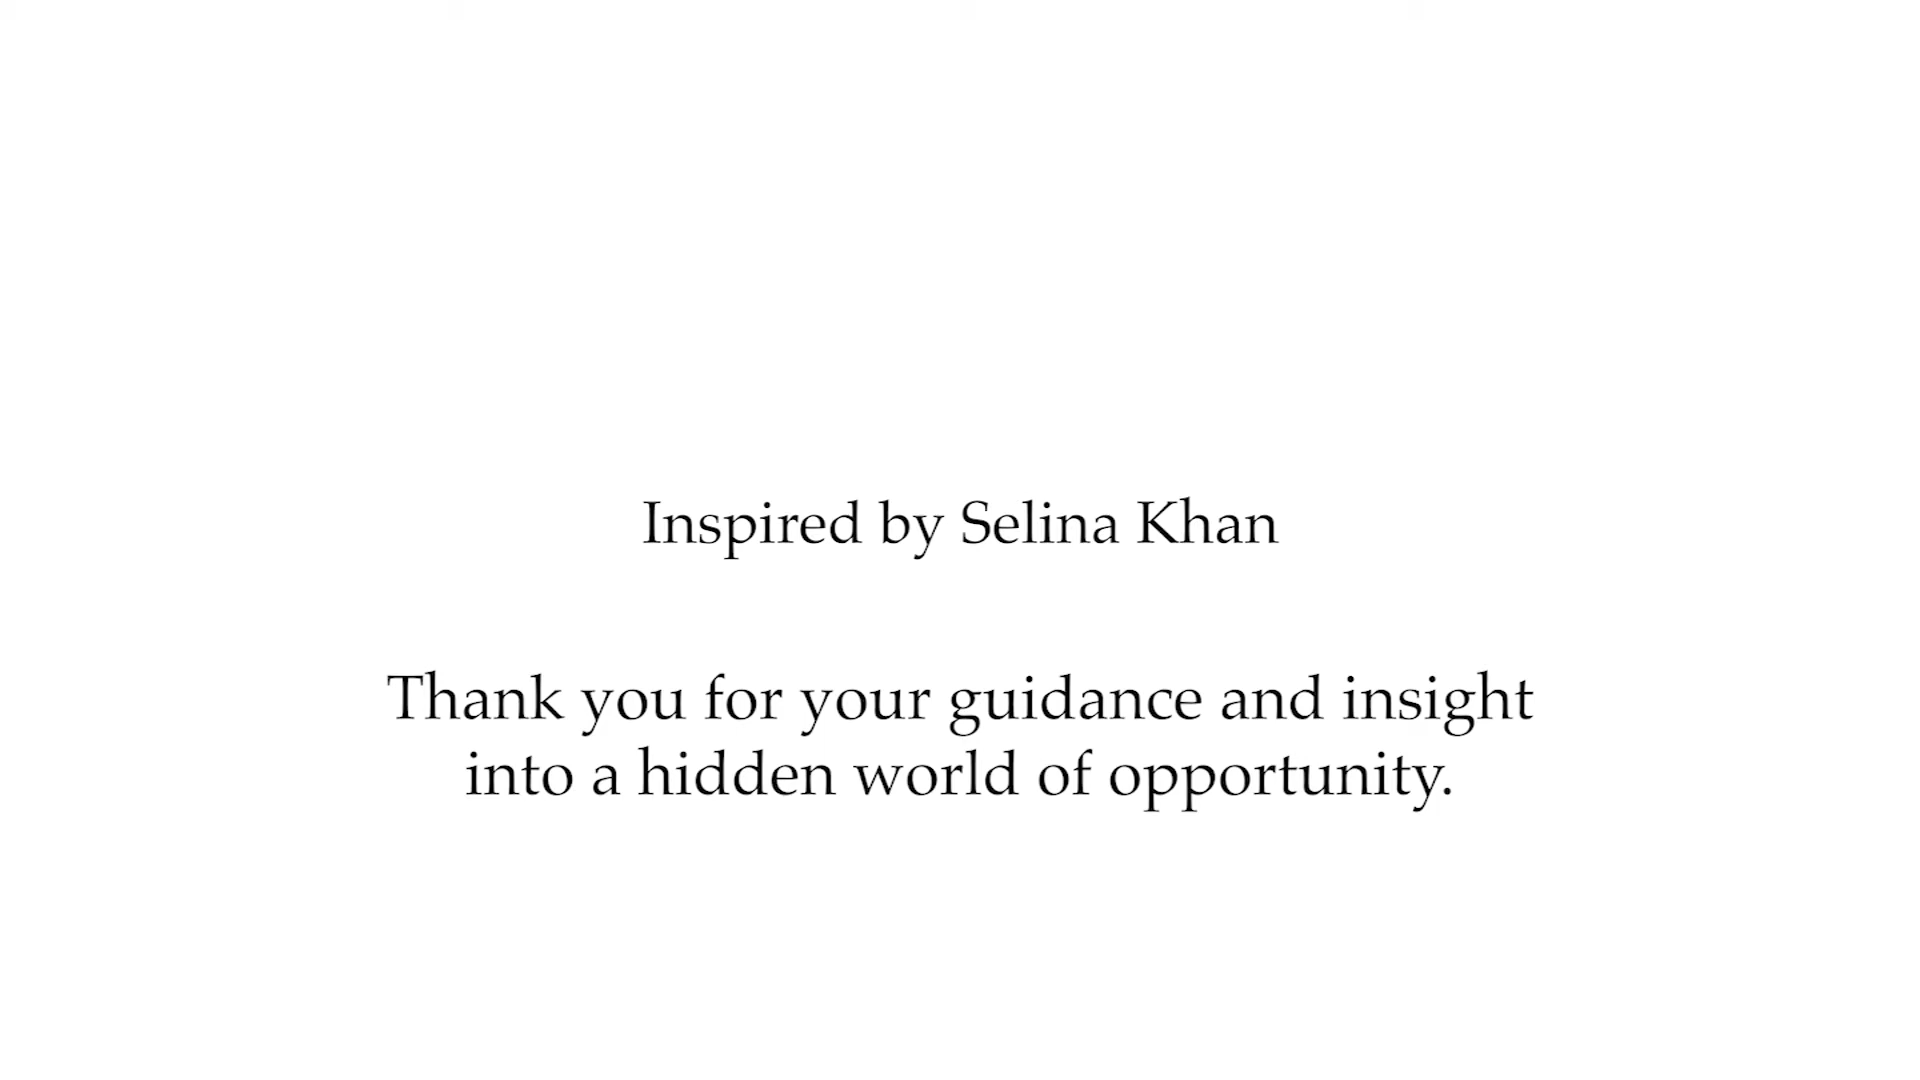 Inspired by Selina Khan
Thank you for your guidance and insight
into a hidden world of opportunity.